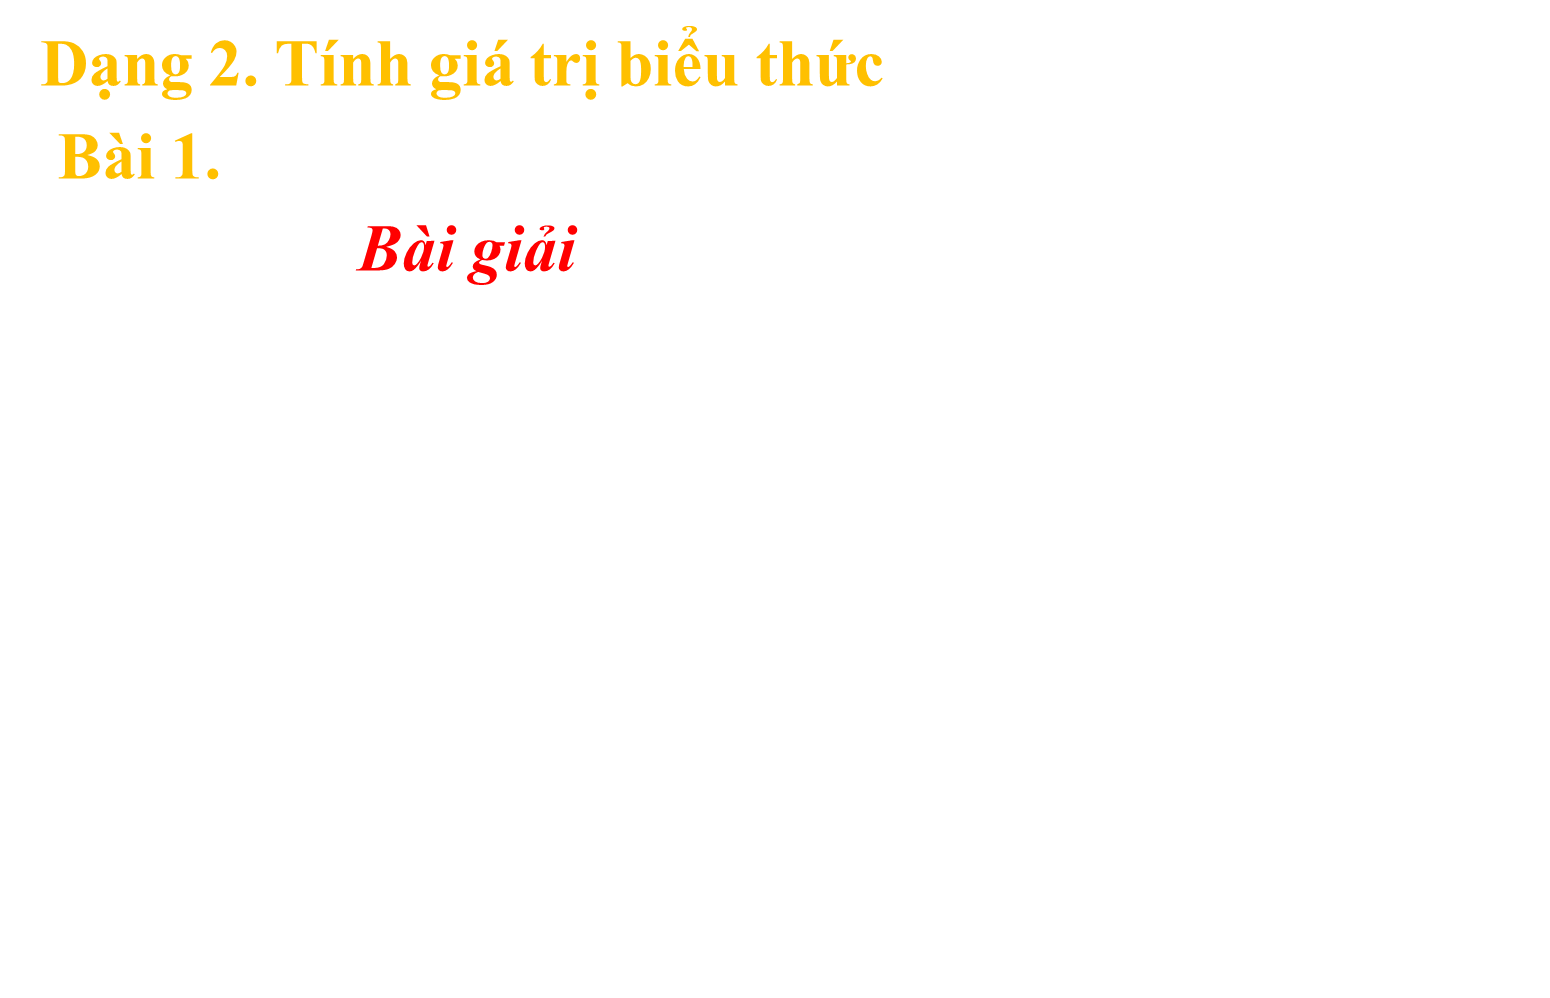 Dạng 2. Tính giá trị biểu thức
Bài 1.
Bài giải